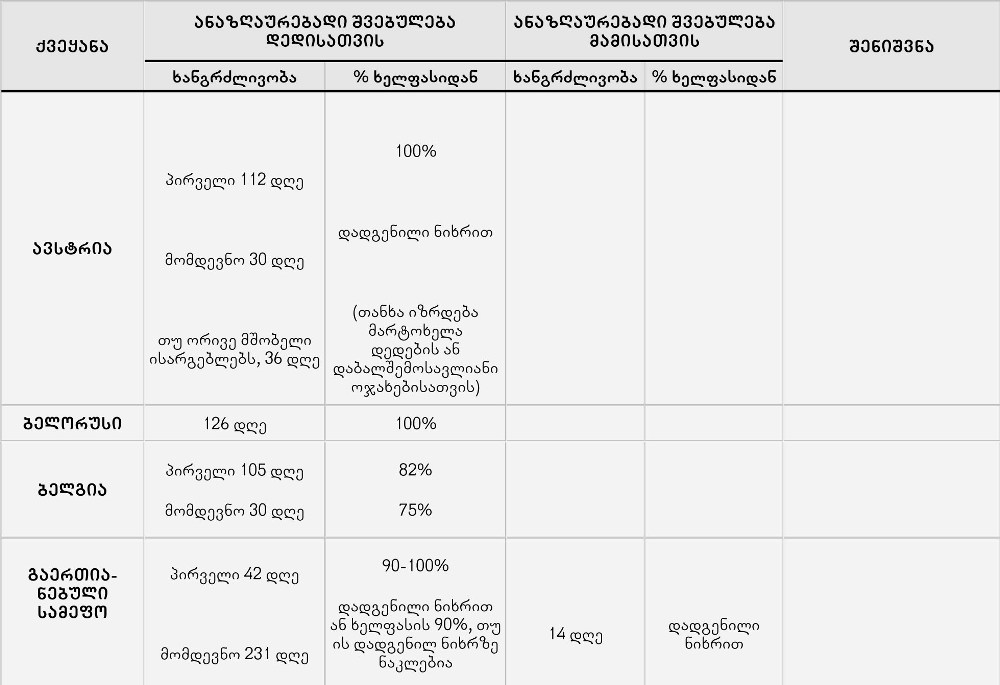 ქვეყანა
ანაზღაურებადი შვებულება
დედისათვის
ანაზღაურებადი შვებულება
მამისათვის
შენიშვნა
ხანგრძლივობა
% ხელფასიდან
ხანგრძლივობა
% ხელფასიდან
ავსტრია
პირველი 112 დღე
100%
მომდევნო 30 დღე
დადგენილი ნიხრით
თუ ორივე მშობელი
ისარგებლებს, 36 დღე
(თანხა იზრდება
მარტოხელა
დედების ან
დაბალშემოსავლიანი
ოჯახებისათვის)
ბელორუსი
126 დღე
100%
ბელგია
პირველი 105 დღე
82%
მომდევნო 30 დღე
75%
გაერთია-
ნებული
სამეფო
პირველი 42 დღე
90-100%
მომდევნო 231 დღე
დადგენილი ნიხრით
ან ხელფასის 90%, თუ
ის დადგენილ ნიხრზე
ნაკლებია
14 დღე
დადგენილი
ნიხრით